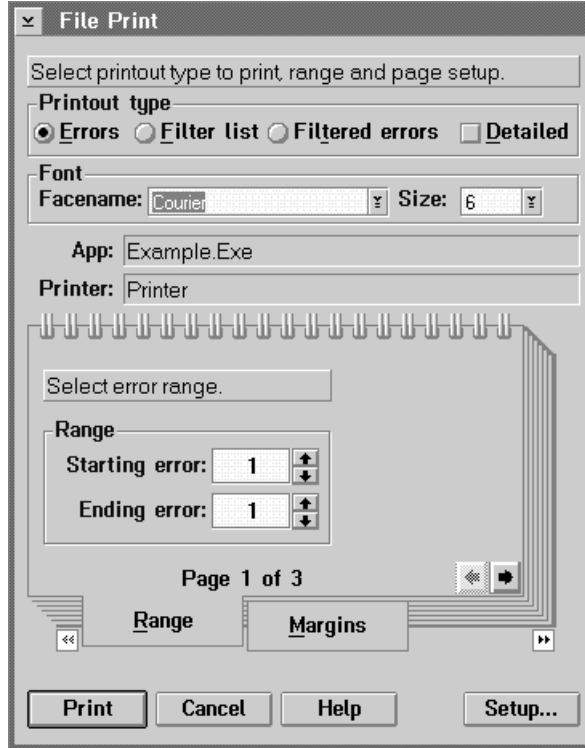 File Print
Select printout type to print, range and page setup.
Printout type
Errors Filter list Filtered errors Detailed
Font
Facename: Courier Size: 6
App: Example.Exe
Printer: Printer
Select error range.
Range
Starting error: 1
Ending error: 1
Page 1 of 3
Range Margins
Print Cancel Help Setup...